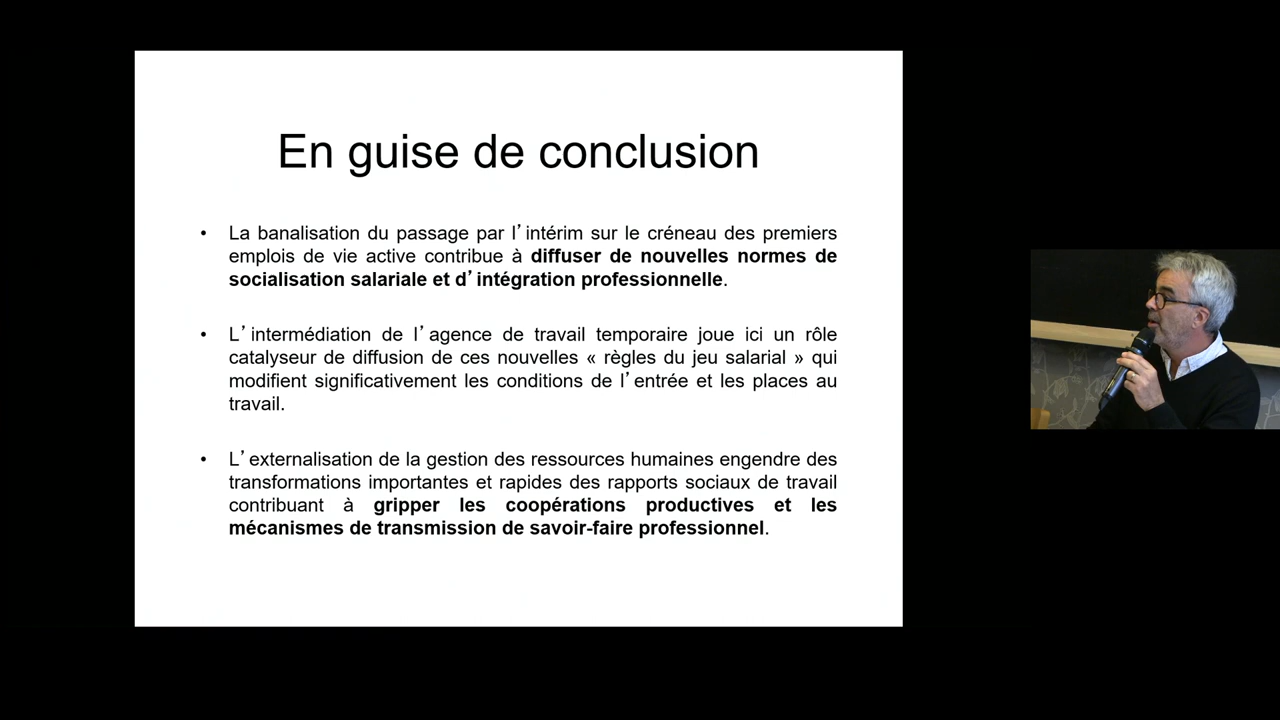 En guise de conclusion
• La banalisation du passage par l’intérim sur le créneau des premiers
emplois de vie active contribue à diffuser de nouvelles normes de
socialisation salariale et d’intégration professionnelle.
• L’intermédiation de l’agence de travail temporaire joue ici un rôle
catalyseur de diffusion de ces nouvelles « règles du jeu salarial » qui
modifient significativement les conditions de l’entrée et les places au
travail.
• L’externalisation de la gestion des ressources humaines engendre des
transformations importantes et rapides des rapports sociaux de travail
contribuant à gripper les coopérations productives et les
mécanismes de transmission de savoir-faire professionnel.